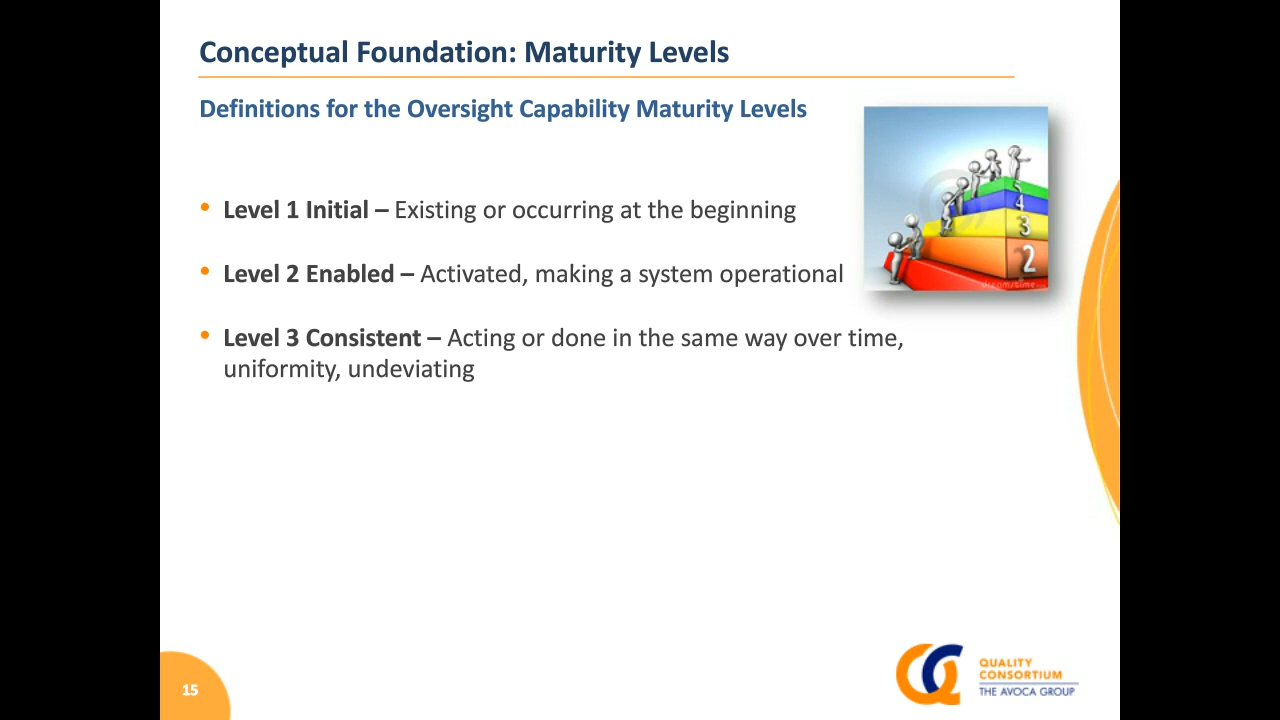 Conceptual Foundation: Maturity Levels
Definitions for the Oversight Capability Maturity Levels
• Level 1 Initial – Existing or occurring at the beginning
• Level 2 Enabled – Activated, making a system operational
• Level 3 Consistent – Acting or done in the same way over time,
uniformity, undeviating
5
4
3
2
dreamstime
15
QUALITY
CONSORTIUM
THE AVOCA GROUP